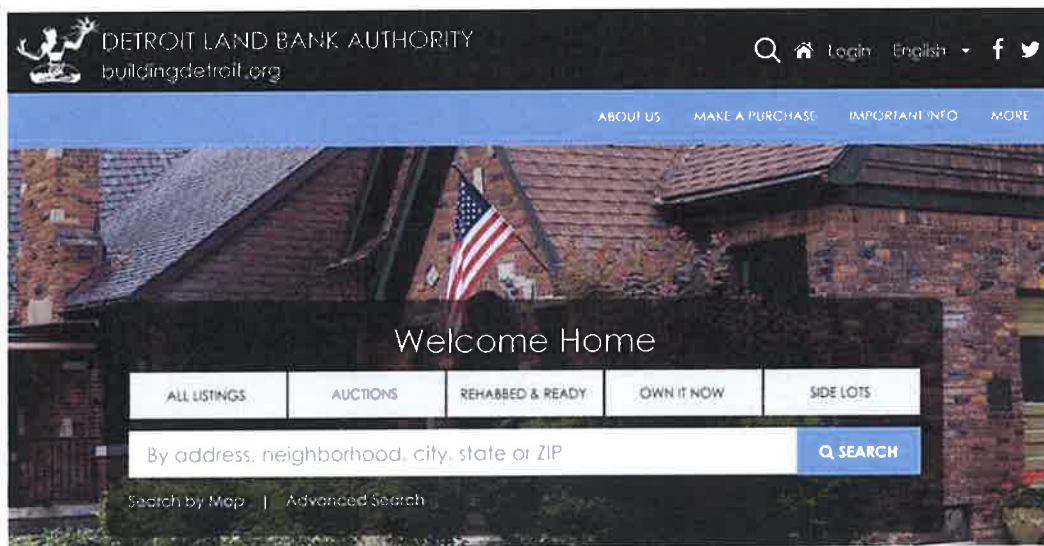 DETROIT LAND BANK AUTHORITY
buildingdetroit.org
Login English
ABOUT US MAKE A PURCHASE IMPORTANT INFO MORE
Welcome Home
ALL LISTINGS AUCTIONS REHABBED & READY OWN IT NOW SIDE LOTS
By address, neighborhood, city, state or ZIP SEARCH
Search by Map | Advanced Search